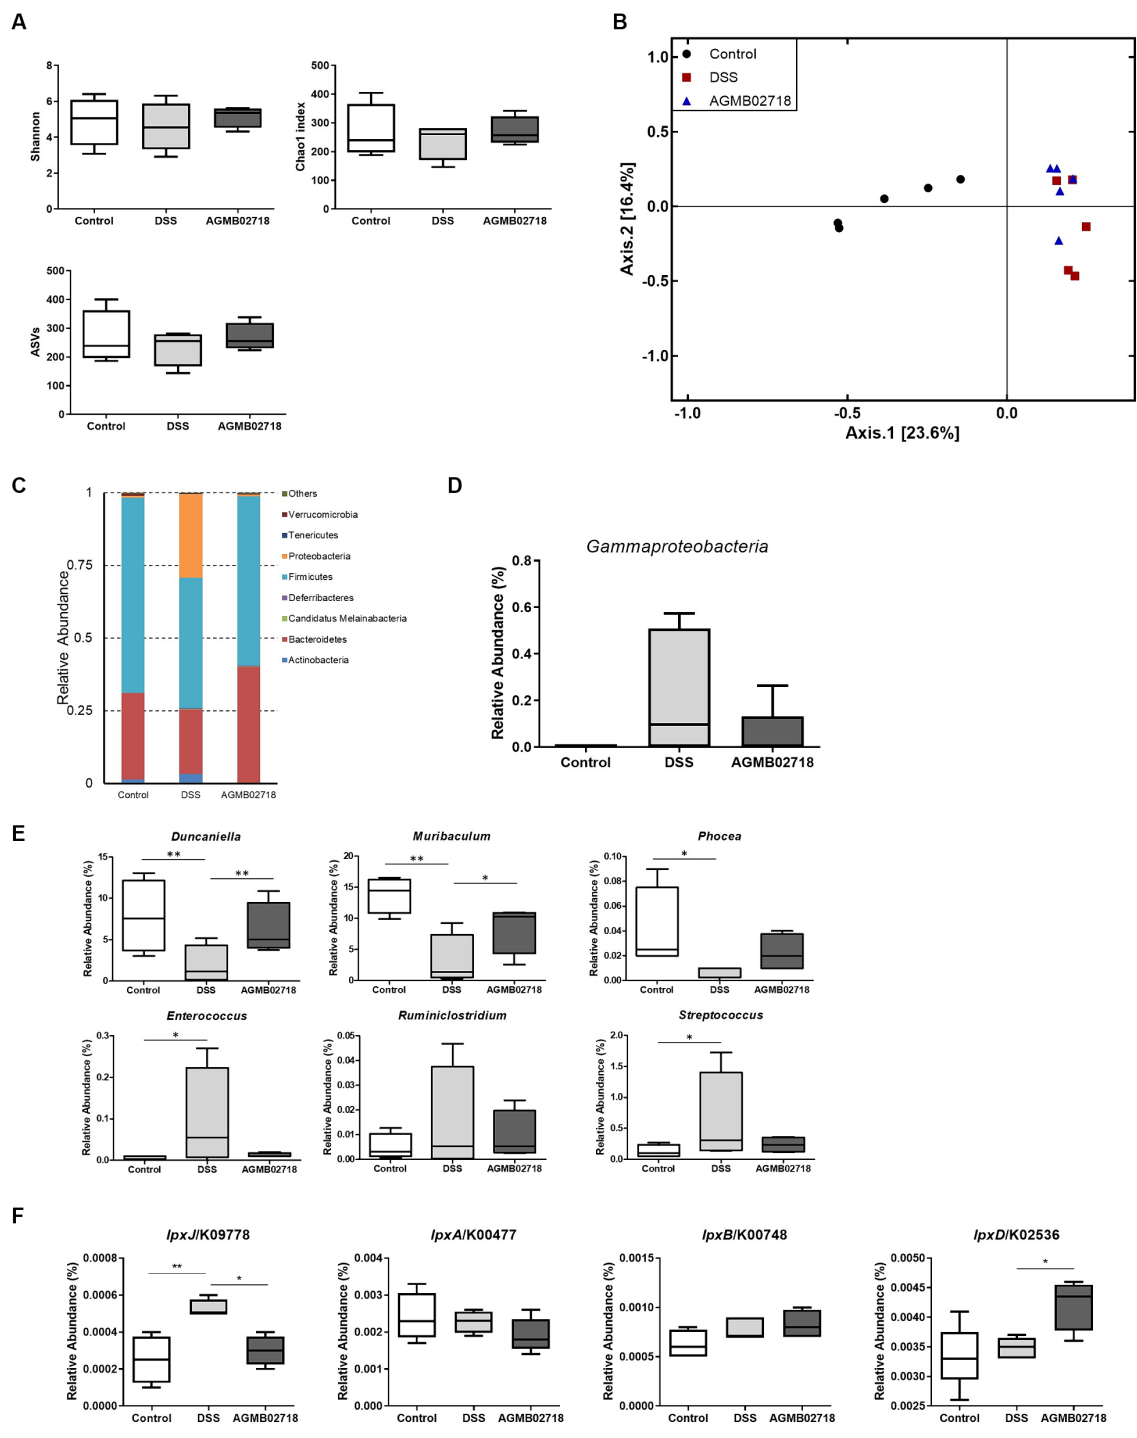 A
Shannon
8
6
4
2
0
Control DSS AGMB02718
Chao1 index
500
400
300
200
100
0
Control DSS AGMB02718
ASVs
500
400
300
200
100
0
Control DSS AGMB02718
B
Control
DSS
AGMB02718
Axis.2 [16.4%]
1.0
0.5
0.0
-0.5
-1.0
-1.0 -0.5 0.0
Axis.1 [23.6%]
C
Relative Abundance
1
0.75
0.5
0.25
0
Control DSS AGMB02718
Others
Verrucomicrobia
Tenericutes
Proteobacteria
Firmicutes
Deferribacteres
Candidatus Melainabacteria
Bacteroidetes
Actinobacteria
D
Gammaproteobacteria
Relative Abundance (%)
0.8
0.6
0.4
0.2
0.0
Control DSS AGMB02718
E
Duncaniella
Relative Abundance (%)
15
10
5
0
**
**
Control DSS AGMB02718
Muribaculum
Relative Abundance (%)
20
15
10
5
0
**
*
Control DSS AGMB02718
Phocea
Relative Abundance (%)
0.10
0.08
0.06
0.04
0.02
0.00
*
Control DSS AGMB02718
Enterococcus
Relative Abundance (%)
0.3
0.2
0.1
0.0
*
Control DSS AGMB02718
Ruminiclostridium
Relative Abundance (%)
0.05
0.04
0.03
0.02
0.01
0.00
Control DSS AGMB02718
Streptococcus
Relative Abundance (%)
2.0
1.5
1.0
0.5
0.0
*
Control DSS AGMB02718
F
lpxJ/K09778
Relative Abundance (%)
0.0008
0.0006
0.0004
0.0002
0.0000
**
*
Control DSS AGMB02718
lpxA/K00477
Relative Abundance (%)
0.004
0.003
0.002
0.001
0.000
Control DSS AGMB02718
lpxB/K00748
Relative Abundance (%)
0.0015
0.0010
0.0005
0.0000
Control DSS AGMB02718
lpxD/K02536
Relative Abundance (%)
0.0050
0.0045
0.0040
0.0035
0.0030
0.0025
*
Control DSS AGMB02718